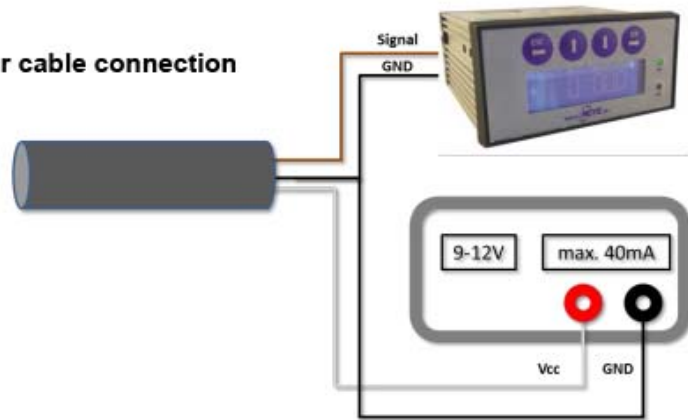 r cable connection
Signal
GND
9-12V
max. 40mA
Vcc
GND